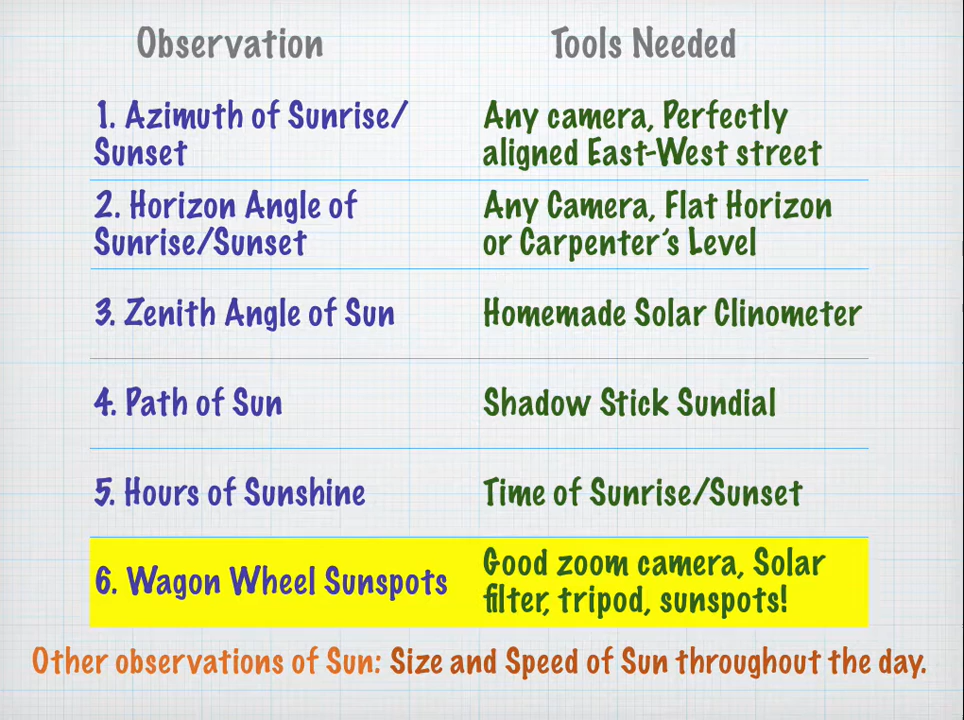 Observation Tools Needed
1. Azimuth of Sunrise/
Sunset
Any camera, Perfectly
aligned East-West street
2. Horizon Angle of
Sunrise/Sunset
Any Camera, Flat Horizon
or Carpenter's Level
3. Zenith Angle of Sun
Homemade Solar Clinometer
4. Path of Sun
Shadow Stick Sundial
5. Hours of Sunshine
Time of Sunrise/Sunset
6. Wagon Wheel Sunspots
Good zoom camera, Solar
filter, tripod, sunspots!
Other observations of Sun: Size and Speed of Sun throughout the day.